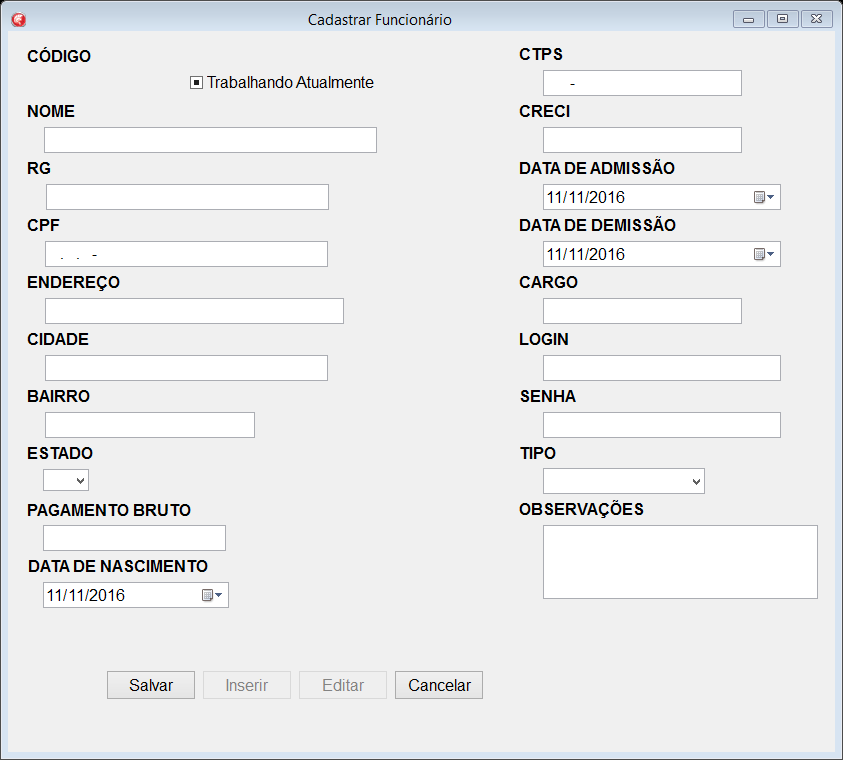 Cadastrar Funcionário
CÓDIGO
Trabalhando Atualmente
NOME
RG
CPF
. . -
ENDEREÇO
CIDADE
BAIRRO
ESTADO
PAGAMENTO BRUTO
DATA DE NASCIMENTO
11/11/2016
CTPS
-
CRECI
DATA DE ADMISSÃO
11/11/2016
DATA DE DEMISSÃO
11/11/2016
CARGO
LOGIN
SENHA
TIPO
OBSERVAÇÕES
Salvar Inserir Editar Cancelar